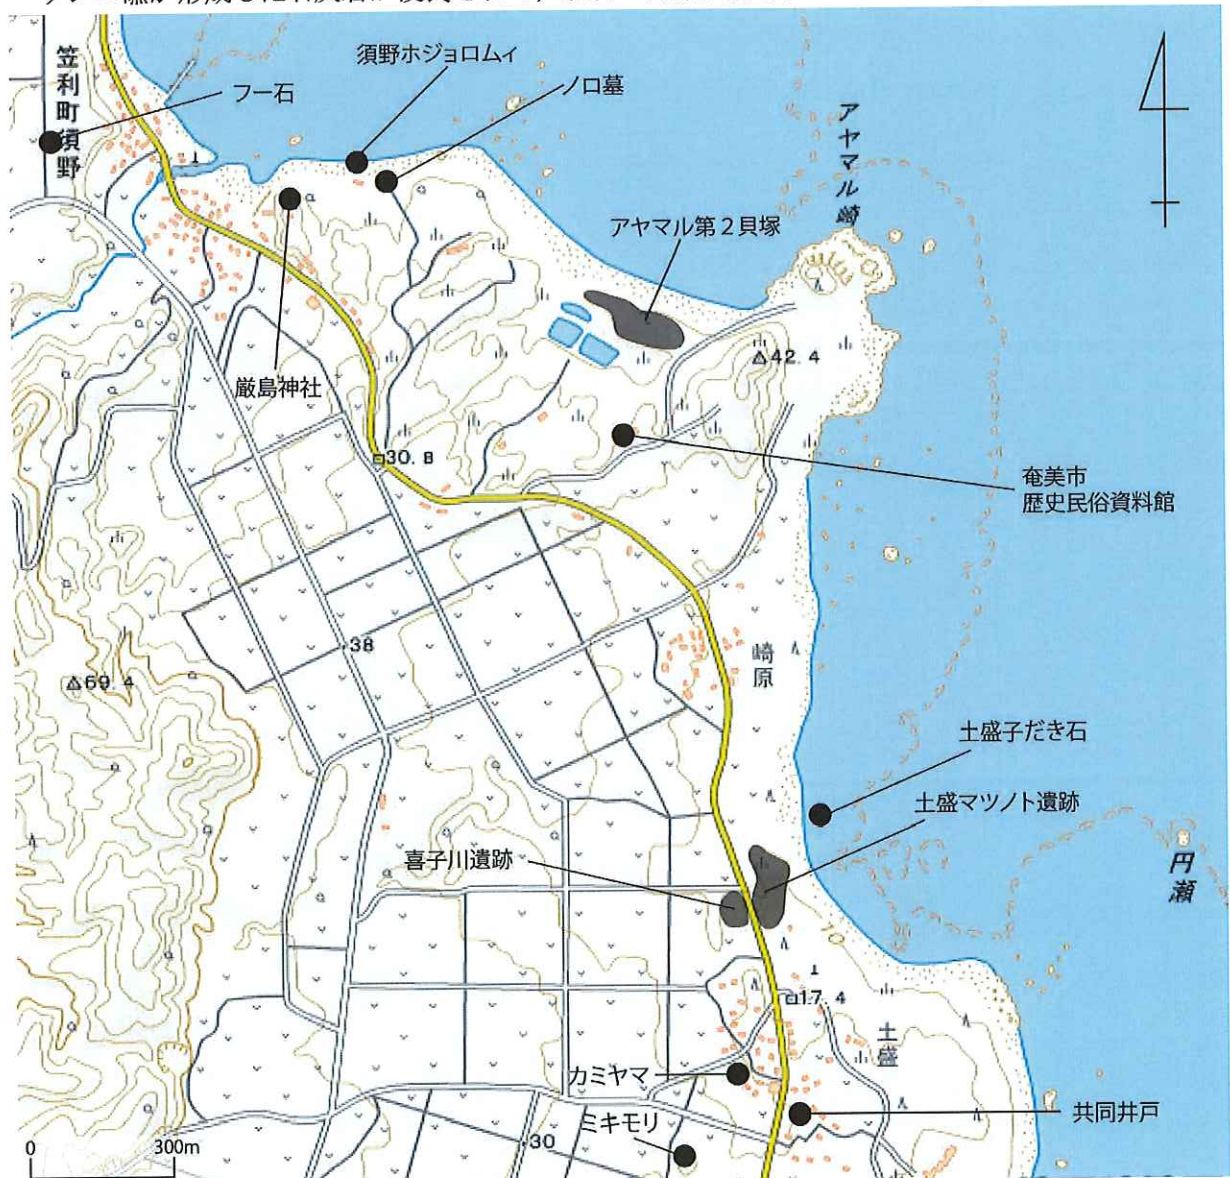 笠利町須野
フー石
須野ホジョロムィ
ノロ墓
アヤマル崎
アヤマル第2貝塚
42.4
厳島神社
30.8
奄美市
歴史民俗資料館
38
69.4
崎原
土盛子だき石
土盛マツノト遺跡
喜子川遺跡
円瀬
10
17.4
土盛
カミヤマ
ミキモリ
共同井戸
30
0
300m